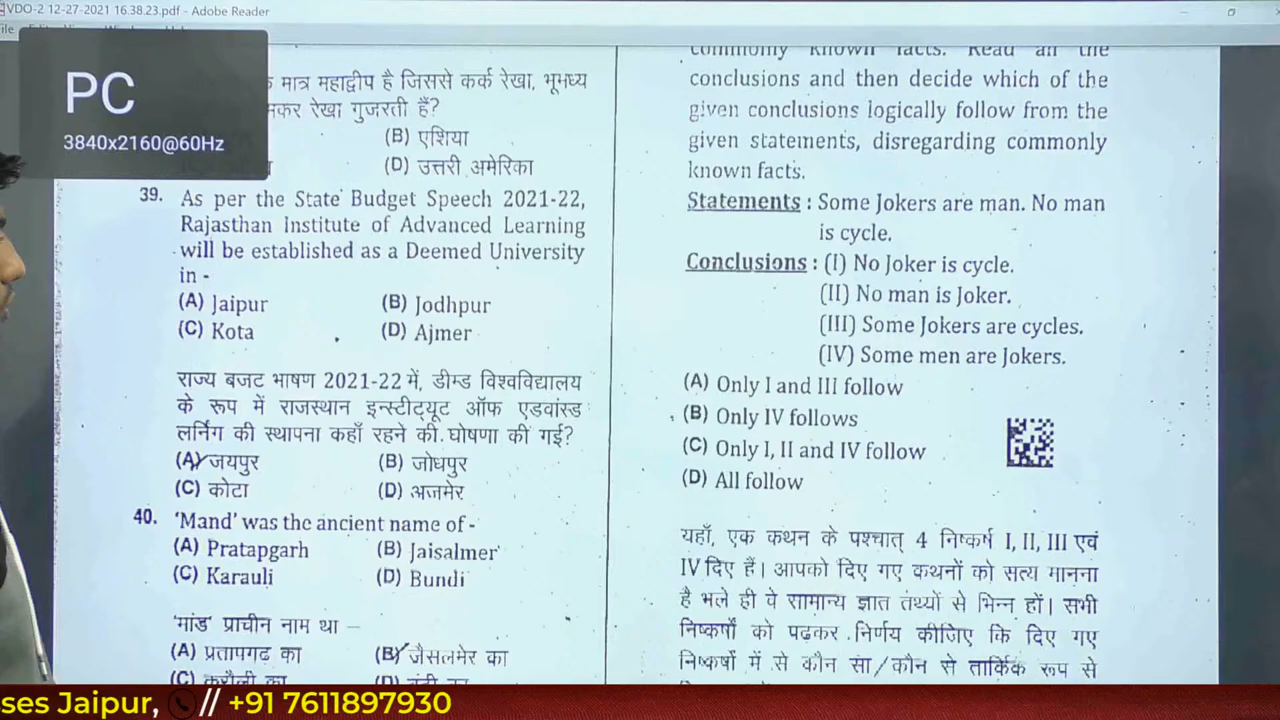 VDO-2 12-27-2021 16.38.23.pdf - Adobe Reader
PC
3840x2160@60Hz
मात्र महाद्वीप है जिससे कर्क रेखा, भूमध्य
मकर रेखा गुजरती हैं?
(B) एशिया
(D) उत्तरी अमेरिका
39. As per the State Budget Speech 2021-22,
Rajasthan Institute of Advanced Learning
will be established as a Deemed University
in -
(A) Jaipur (B) Jodhpur
(C) Kota (D) Ajmer
राज्य बजट भाषण 2021-22 में, डीम्ड विश्वविद्यालय
के रूप में राजस्थान इन्स्टीट्यूट ऑफ एडवांस्ड
लर्निंग की स्थापना कहाँ रहने की घोषणा की गई?
(A) जयपुर (B) जोधपुर
(C) कोटा (D) अजमेर
40. 'Mand' was the ancient name of -
(A) Pratapgarh (B) Jaisalmer
(C) Karauli (D) Bundi
'मांड' प्राचीन नाम था –
(A) प्रतापगढ़ का (B) जैसलमेर का
(C) करौली का (D) बूंदी का
commonly known facts. Read all the
conclusions and then decide which of the
given conclusions logically follow from the
given statements, disregarding commonly
known facts.
Statements : Some Jokers are man. No man
is cycle.
Conclusions : (I) No Joker is cycle.
(II) No man is Joker.
(III) Some Jokers are cycles.
(IV) Some men are Jokers.
(A) Only I and III follow
(B) Only IV follows
(C) Only I, II and IV follow
(D) All follow
यहाँ, एक कथन के पश्चात् 4 निष्कर्ष I, II, III एवं
IV दिए हैं। आपको दिए गए कथनों को सत्य मानना
है भले ही वे सामान्य ज्ञात तथ्यों से भिन्न हों। सभी
निष्कर्षों को पढ़कर निर्णय कीजिए कि दिए गए
निष्कर्षों में से कौन सा/कौन से तार्किक रूप से
ses Jaipur, // +91 7611897930